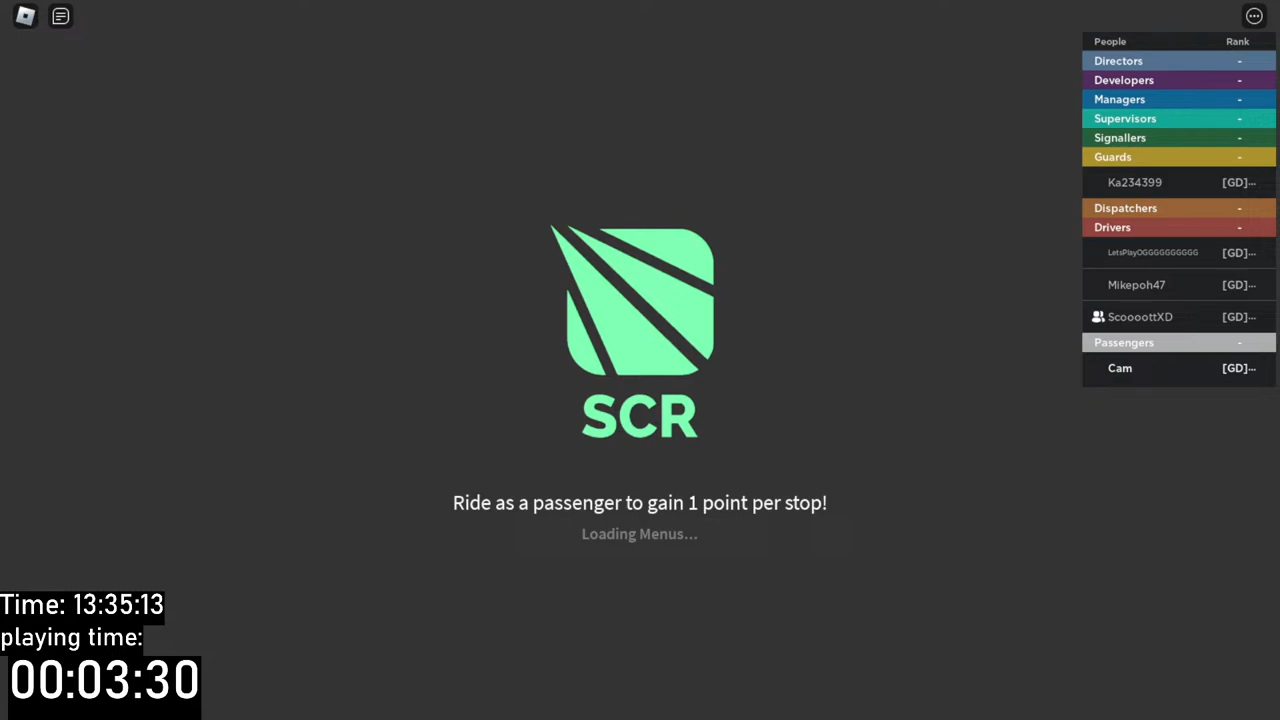 People Rank
Directors -
Developers -
Managers -
Supervisors -
Signallers -
Guards -
Ka234399 [GD]...
Dispatchers -
Drivers -
LetsPlayOGGGGGGGGGG [GD]...
Mikepoh47 [GD]...
ScoooottXD [GD]...
Passengers -
Cam [GD]...
SCR
Ride as a passenger to gain 1 point per stop!
Loading Menus...
Time: 13:35:13
playing time:
00:03:30